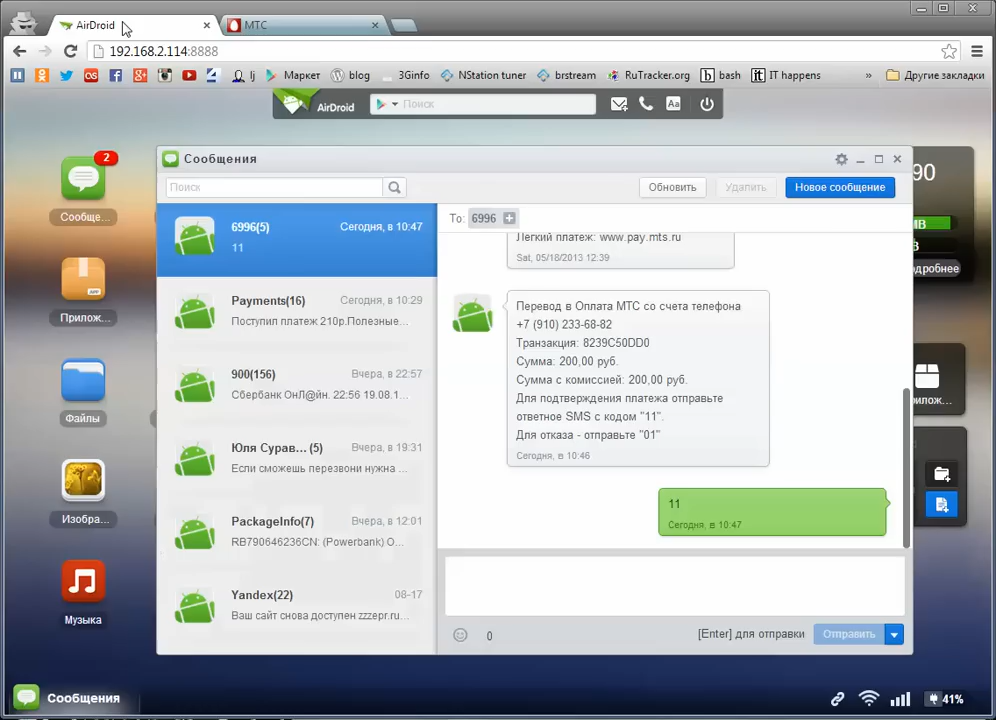 AirDroid
МТС
192.168.2.114:8888
lj
Маркет
blog
3Ginfo
NStation tuner
brstream
RuTracker.org
bash
IT happens
»
Другие закладки
AirDroid
Поиск
Aa
2
Сообще...
Прилож...
Файлы
Изобра...
Музыка
Сообщения
Поиск
Обновить
Удалить
Новое сообщение
6996(5)
Сегодня, в 10:47
11
Payments(16)
Сегодня, в 10:29
Поступил платеж 210р.Полезные...
900(156)
Вчера, в 22:57
Сбербанк ОнЛ@йн. 22:56 19.08.1...
Юля Сурав... (5)
Вчера, в 19:31
Если сможешь перезвони нужна ...
PackageInfo(7)
Вчера, в 12:01
RB790646236CN: (Powerbank) O...
Yandex(22)
08-17
Ваш сайт снова доступен zzzepr.ru...
To: 6996
Легкий платеж: www.pay.mts.ru
Sat, 05/18/2013 12:39
Перевод в Оплата МТС со счета телефона
+7 (910) 233-68-82
Транзакция: 8239C50DD0
Сумма: 200,00 руб.
Сумма с комиссией: 200,00 руб.
Для подтверждения платежа отправьте
ответное SMS с кодом "11".
Для отказа - отправьте "01"
Сегодня, в 10:46
11
Сегодня, в 10:47
0
[Enter] для отправки
Отправить
90
одробнее
рилож...
Сообщения
41%